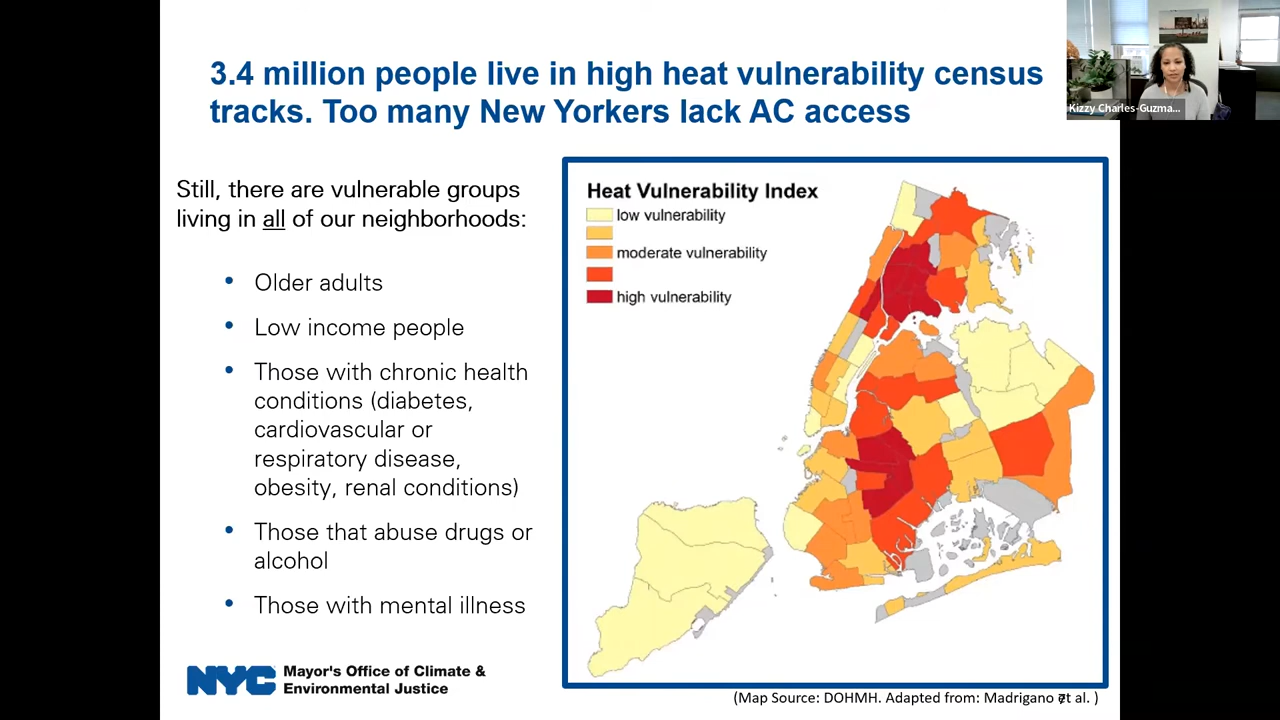 3.4 million people live in high heat vulnerability census
tracks. Too many New Yorkers lack AC access
Kizzy Charles-Guzma...
Still, there are vulnerable groups
living in all of our neighborhoods:
• Older adults
• Low income people
• Those with chronic health
conditions (diabetes,
cardiovascular or
respiratory disease,
obesity, renal conditions)
• Those that abuse drugs or
alcohol
• Those with mental illness
Heat Vulnerability Index
low vulnerability
moderate vulnerability
high vulnerability
NYC
Mayor's Office of Climate &
Environmental Justice
(Map Source: DOHMH. Adapted from: Madrigano et al. )